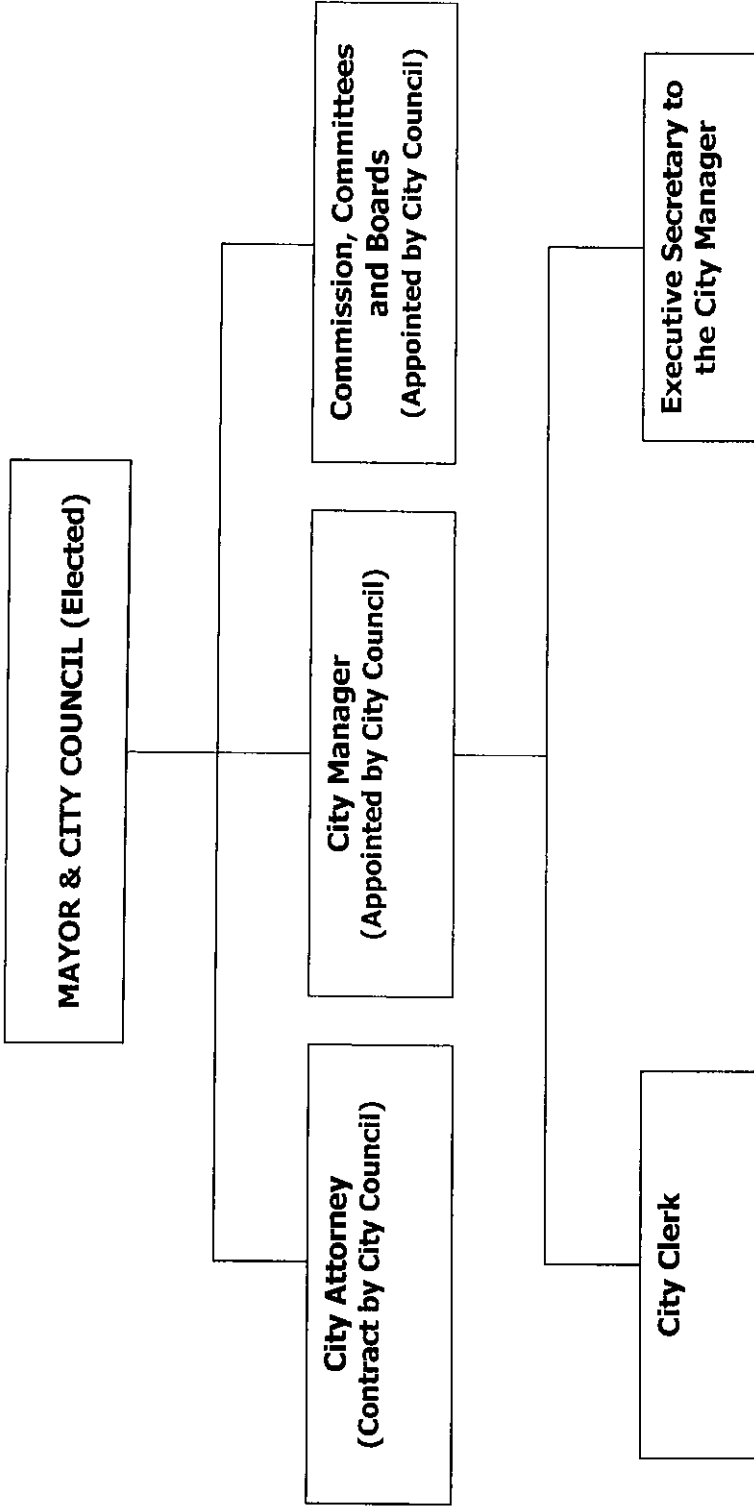 MAYOR & CITY COUNCIL (Elected)
City Attorney
(Contract by City Council)
City Manager
(Appointed by City Council)
Commission, Committees
and Boards
(Appointed by City Council)
City Clerk
Executive Secretary to
the City Manager